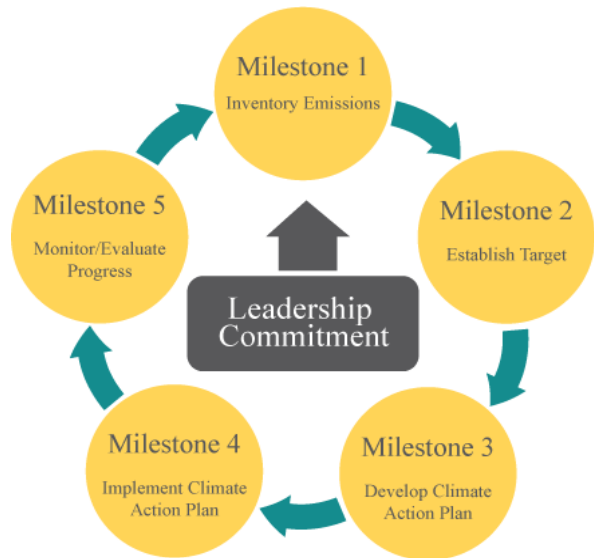 Milestone 1
Inventory Emissions
Milestone 2
Establish Target
Milestone 3
Develop Climate
Action Plan
Milestone 4
Implement Climate
Action Plan
Milestone 5
Monitor/Evaluate
Progress
Leadership
Commitment